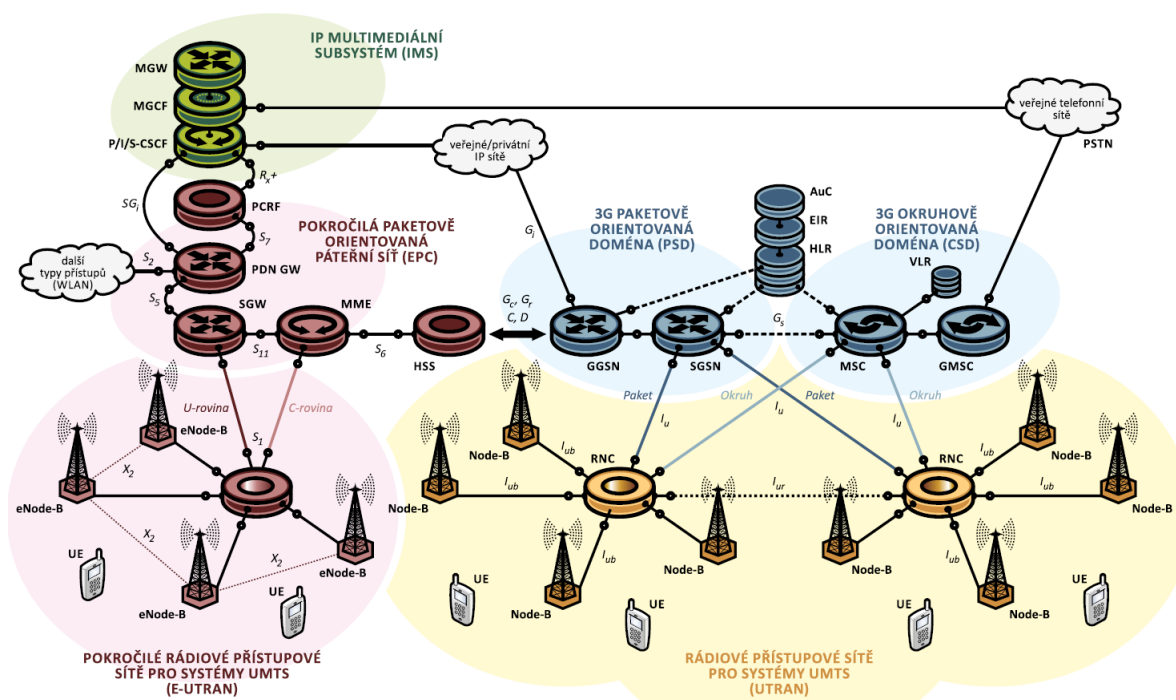 IP MULTIMEDIÁLNÍ
SUBSYSTÉM (IMS)
MGW
MGCF
P/I/S-CSCF
veřejné/privátní
IP sítě
veřejné telefonní
sítě
PSTN
Rx+
SGi
PCRF
S7
POKROČILÁ PAKETOVĚ
ORIENTOVANÁ
PÁTEŘNÍ SÍŤ (EPC)
další
typy přístupů
(WLAN)
S2
PDN GW
S5
SGW
MME
S11
S6
HSS
Gc, Gr
C, D
Gi
3G PAKETOVĚ
ORIENTOVANÁ
DOMÉNA (PSD)
AuC
EIR
HLR
3G OKRUHOVĚ
ORIENTOVANÁ
DOMÉNA (CSD)
VLR
Gs
GGSN
SGSN
MSC
GMSC
U-rovina
C-rovina
S1
eNode-B
X2
eNode-B
X2
eNode-B
X2
eNode-B
UE
UE
POKROČILÉ RÁDIOVÉ PŘÍSTUPOVÉ
SÍTĚ PRO SYSTÉMY UMTS
(E-UTRAN)
Paket
Okruh
Paket
Okruh
Iu
Iu
Iu
Node-B
Iub
RNC
Iub
Node-B
Iub
Node-B
Node-B
Iur
RNC
Node-B
Iub
Iub
Node-B
Iub
Node-B
Node-B
UE
UE
UE
UE
RÁDIOVÉ PŘÍSTUPOVÉ SÍTĚ
PRO SYSTÉMY UMTS
(UTRAN)